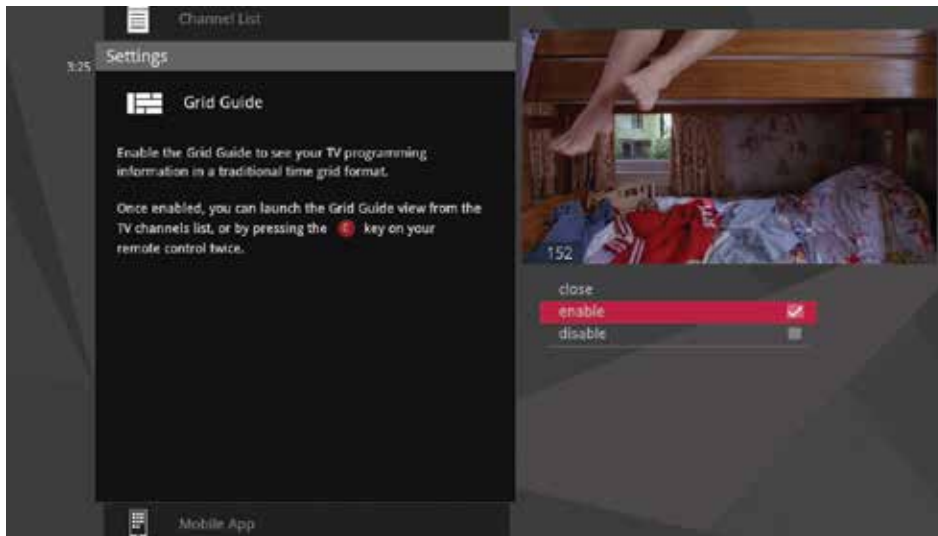 Channel List
3:25
Settings
Grid Guide
Enable the Grid Guide to see your TV programming
information in a traditional time grid format.
Once enabled, you can launch the Grid Guide view from the
TV channels list, or by pressing the C key on your
remote control twice.
152
close
enable
disable
Mobile App